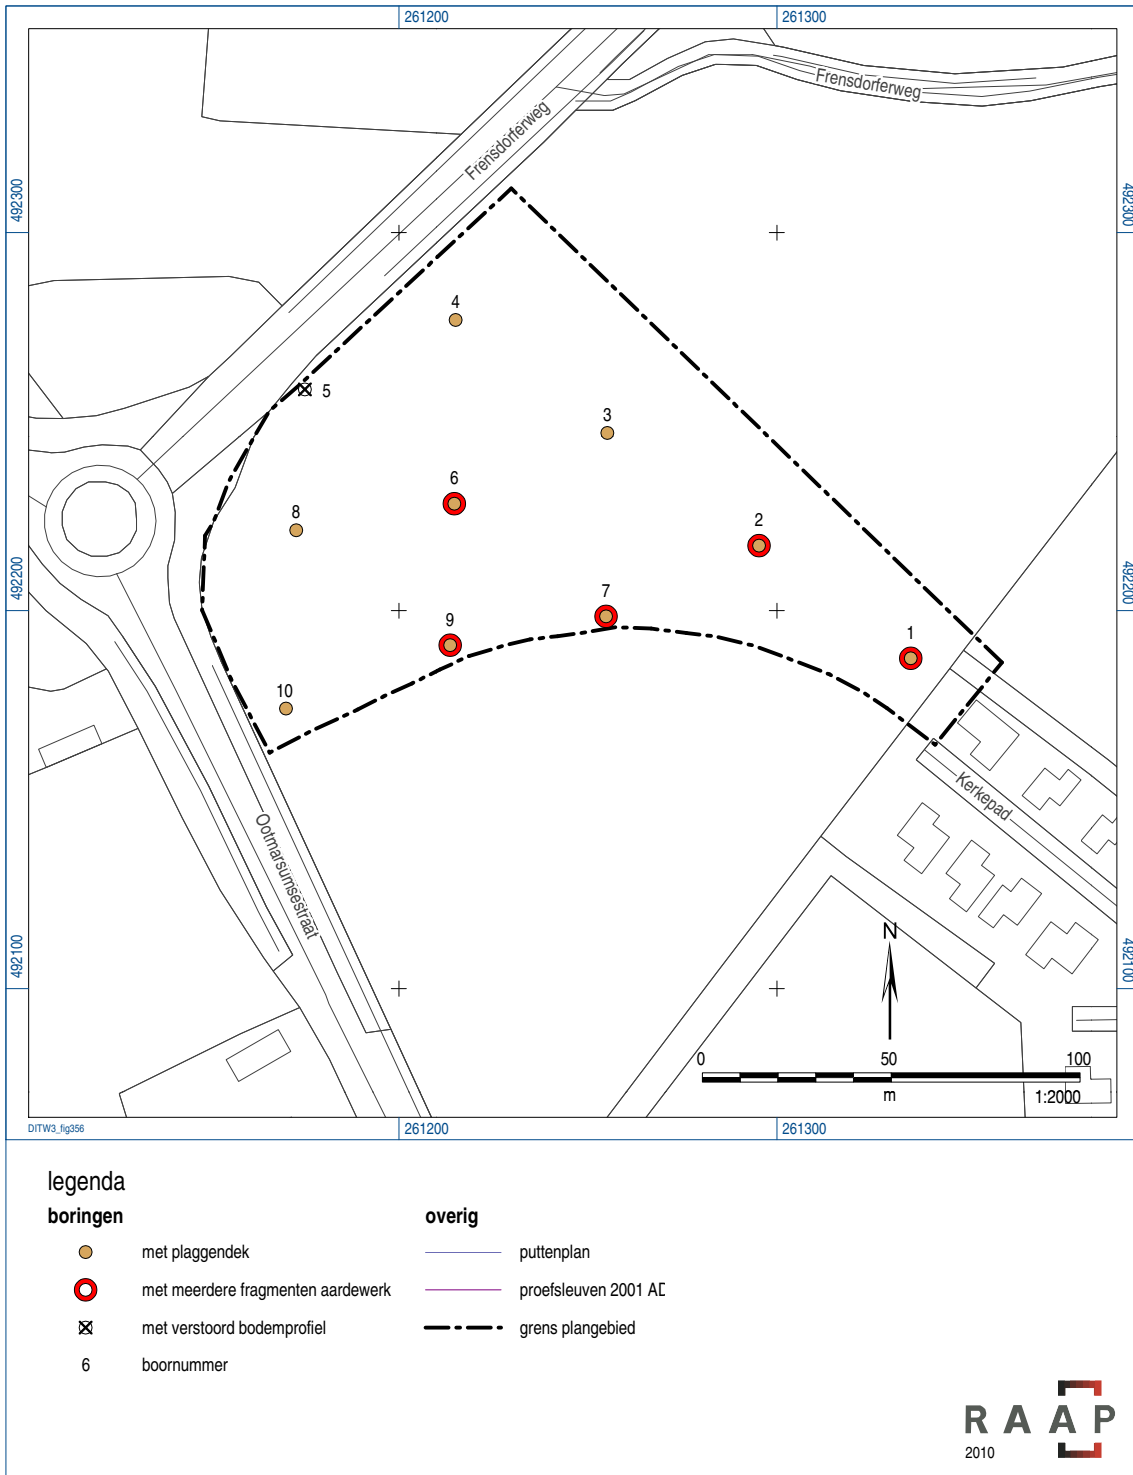 261200
261300
Frensdorferweg
Frensdorferweg
492300
492300
4
5
3
6
8
2
7
9
1
10
492200
492200
Kerkepad
Ootmarsumsestraat
N
492100
492100
0 50 100
m
1:2000
DITW3_fig356
261200
261300
legenda
boringen
met plaggendek
met meerdere fragmenten aardewerk
met verstoord bodemprofiel
6 boornummer
overig
puttenplan
proefsleuven 2001 AD
grens plangebied
RAAP
2010